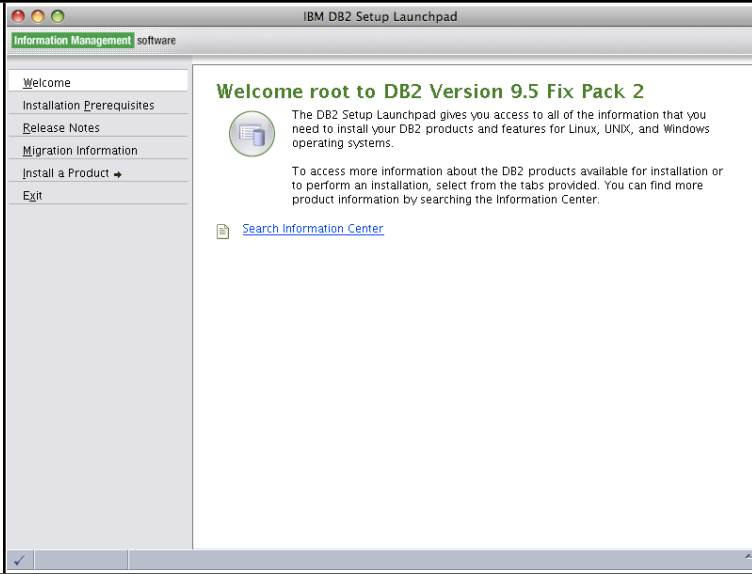 IBM DB2 Setup Launchpad
Information Management software
Welcome
Installation Prerequisites
Release Notes
Migration Information
Install a Product
Exit
Welcome root to DB2 Version 9.5 Fix Pack 2
The DB2 Setup Launchpad gives you access to all of the information that you
need to install your DB2 products and features for Linux, UNIX, and Windows
operating systems.
To access more information about the DB2 products available for installation or
to perform an installation, select from the tabs provided. You can find more
product information by searching the Information Center.
Search Information Center